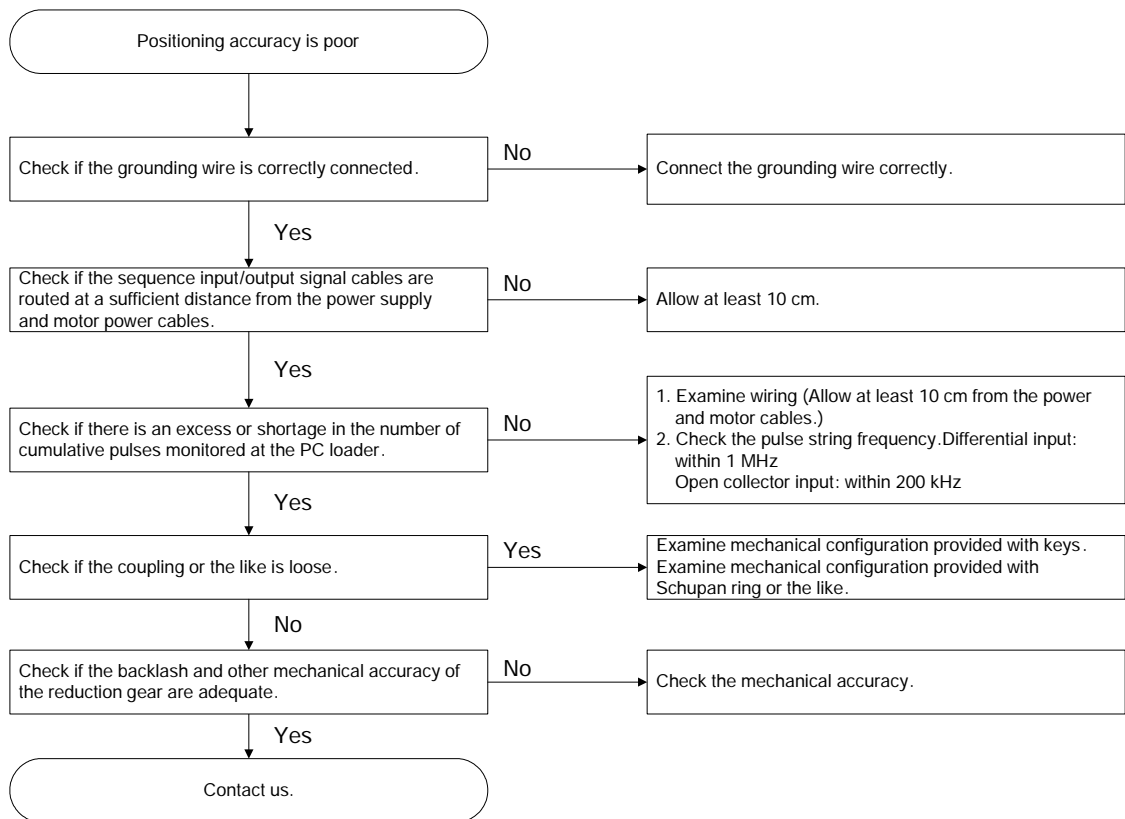 Positioning accuracy is poor
Check if the grounding wire is correctly connected.
No
Connect the grounding wire correctly.
Yes
Check if the sequence input/output signal cables are
routed at a sufficient distance from the power supply
and motor power cables.
No
Allow at least 10 cm.
Yes
Check if there is an excess or shortage in the number of
cumulative pulses monitored at the PC loader.
No
1. Examine wiring (Allow at least 10 cm from the power
and motor cables.)
2. Check the pulse string frequency.Differential input:
within 1 MHz
Open collector input: within 200 kHz
Yes
Check if the coupling or the like is loose.
Yes
Examine mechanical configuration provided with keys.
Examine mechanical configuration provided with
Schupan ring or the like.
No
Check if the backlash and other mechanical accuracy of
the reduction gear are adequate.
No
Check the mechanical accuracy.
Yes
Contact us.